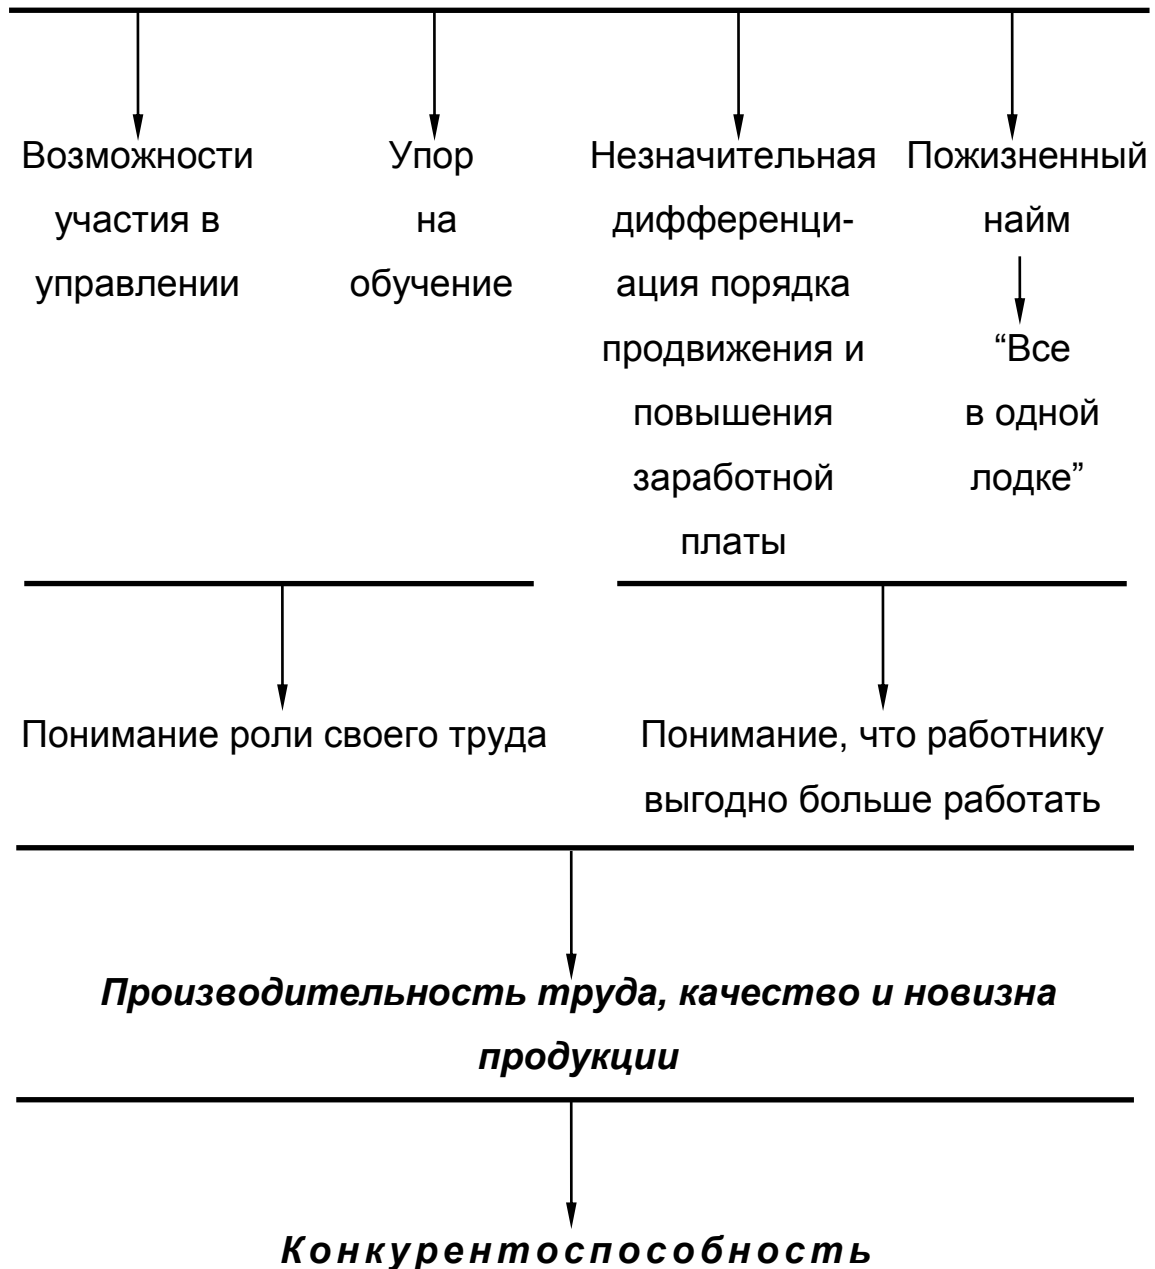 Возможности
участия в
управлении
Упор
на
обучение
Незначительная
дифференци-
ация порядка
продвижения и
повышения
заработной
платы
Пожизненный
найм
“Все
в одной
лодке”
Понимание роли своего труда
Понимание, что работнику
выгодно больше работать
Производительность труда, качество и новизна
продукции
Конкурентоспособность